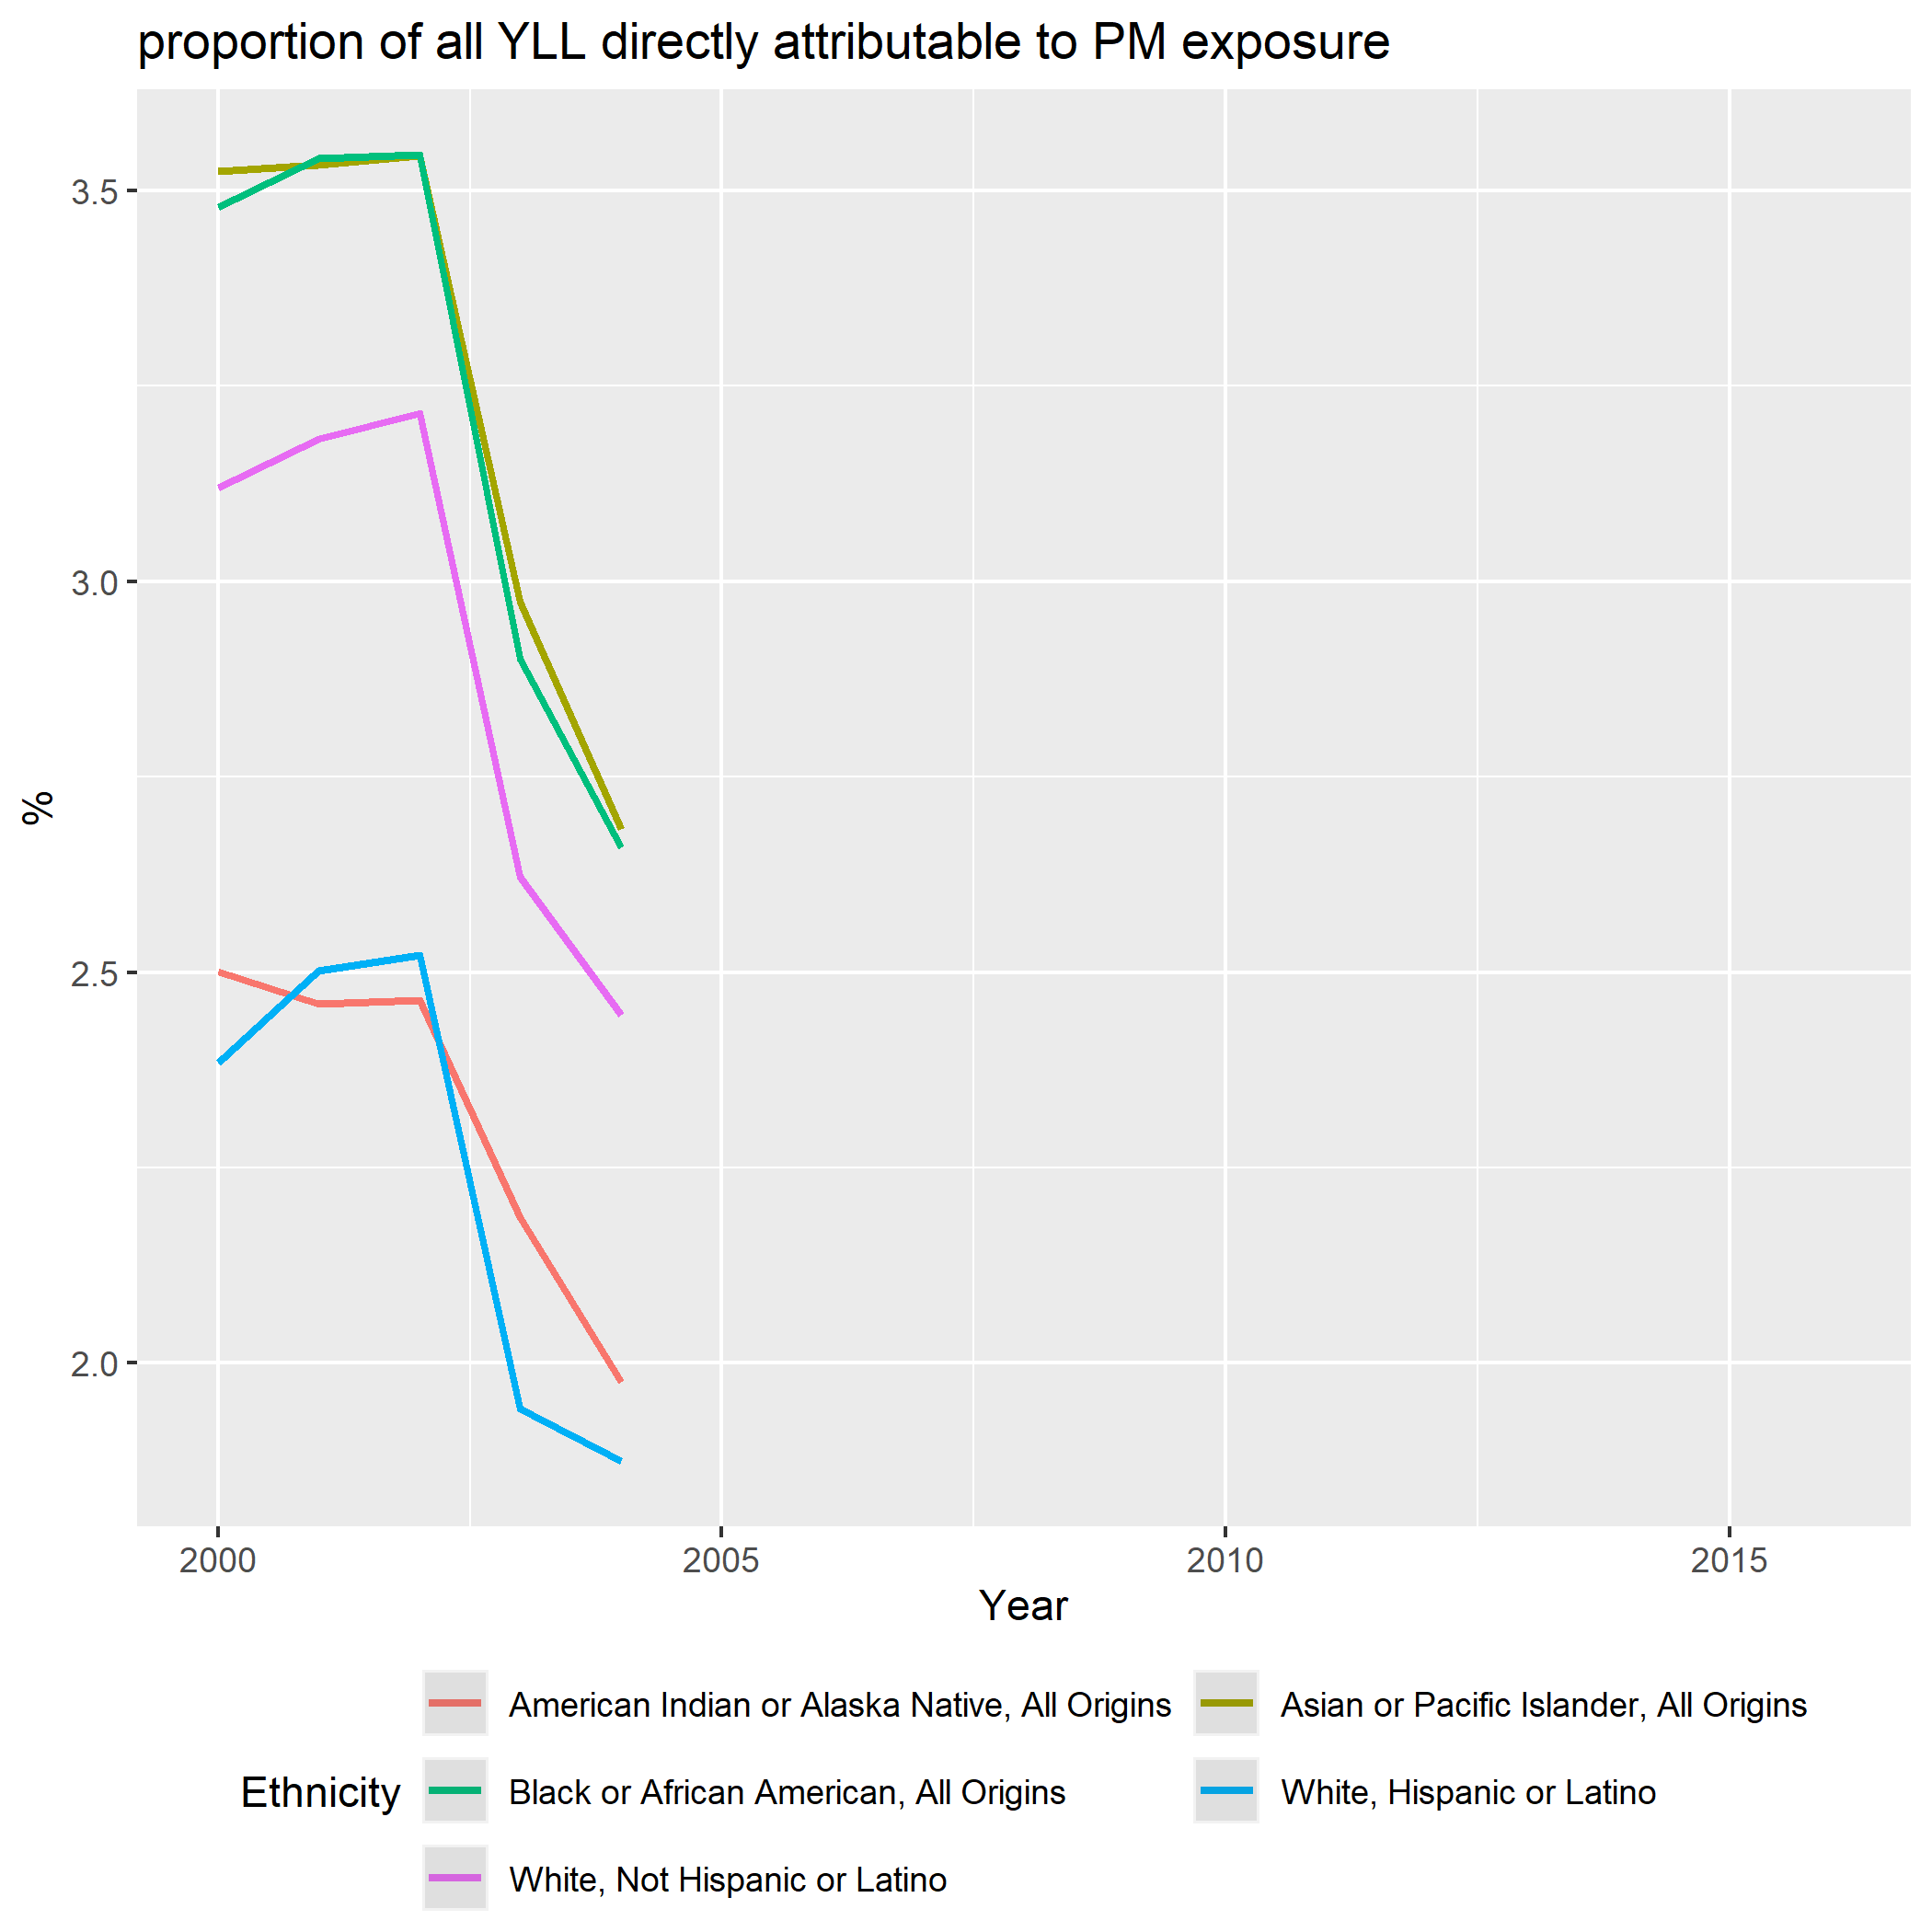 proportion of all YLL directly attributable to PM exposure
3.5
3.0
2.5
2.0
%
2000 2005 2010 2015
Year
Ethnicity
American Indian or Alaska Native, All Origins
Asian or Pacific Islander, All Origins
Black or African American, All Origins
White, Hispanic or Latino
White, Not Hispanic or Latino